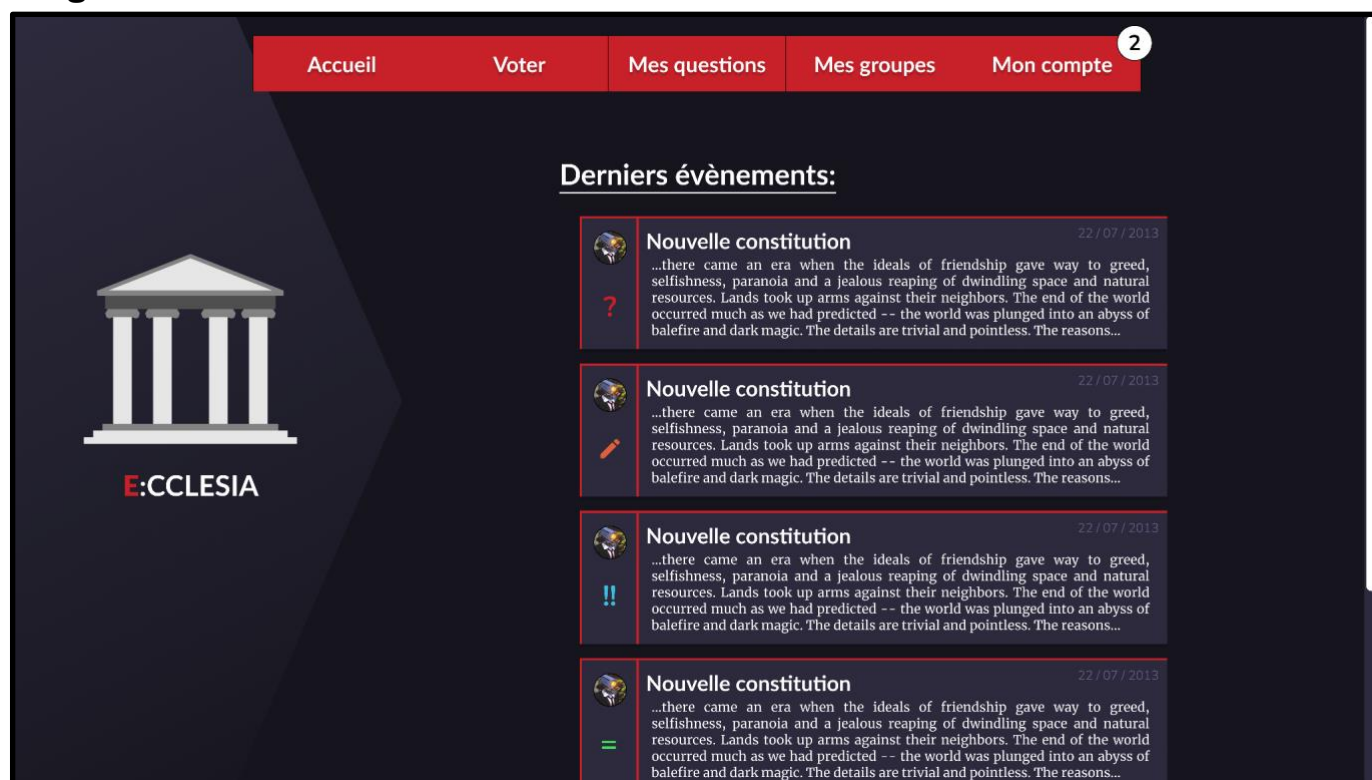 Accueil Voter Mes questions Mes groupes Mon compte 2
Derniers évènements:
Nouvelle constitution 22/07/2013
...there came an era when the ideals of friendship gave way to greed,
selfishness, paranoia and a jealous reaping of dwindling space and natural
resources. Lands took up arms against their neighbors. The end of the world
occurred much as we had predicted -- the world was plunged into an abyss of
balefire and dark magic. The details are trivial and pointless. The reasons...
?
Nouvelle constitution 22/07/2013
...there came an era when the ideals of friendship gave way to greed,
selfishness, paranoia and a jealous reaping of dwindling space and natural
resources. Lands took up arms against their neighbors. The end of the world
occurred much as we had predicted -- the world was plunged into an abyss of
balefire and dark magic. The details are trivial and pointless. The reasons...
E:CCLESIA
Nouvelle constitution 22/07/2013
...there came an era when the ideals of friendship gave way to greed,
selfishness, paranoia and a jealous reaping of dwindling space and natural
resources. Lands took up arms against their neighbors. The end of the world
occurred much as we had predicted -- the world was plunged into an abyss of
balefire and dark magic. The details are trivial and pointless. The reasons...
!!
Nouvelle constitution 22/07/2013
...there came an era when the ideals of friendship gave way to greed,
selfishness, paranoia and a jealous reaping of dwindling space and natural
resources. Lands took up arms against their neighbors. The end of the world
occurred much as we had predicted -- the world was plunged into an abyss of
balefire and dark magic. The details are trivial and pointless. The reasons...
=